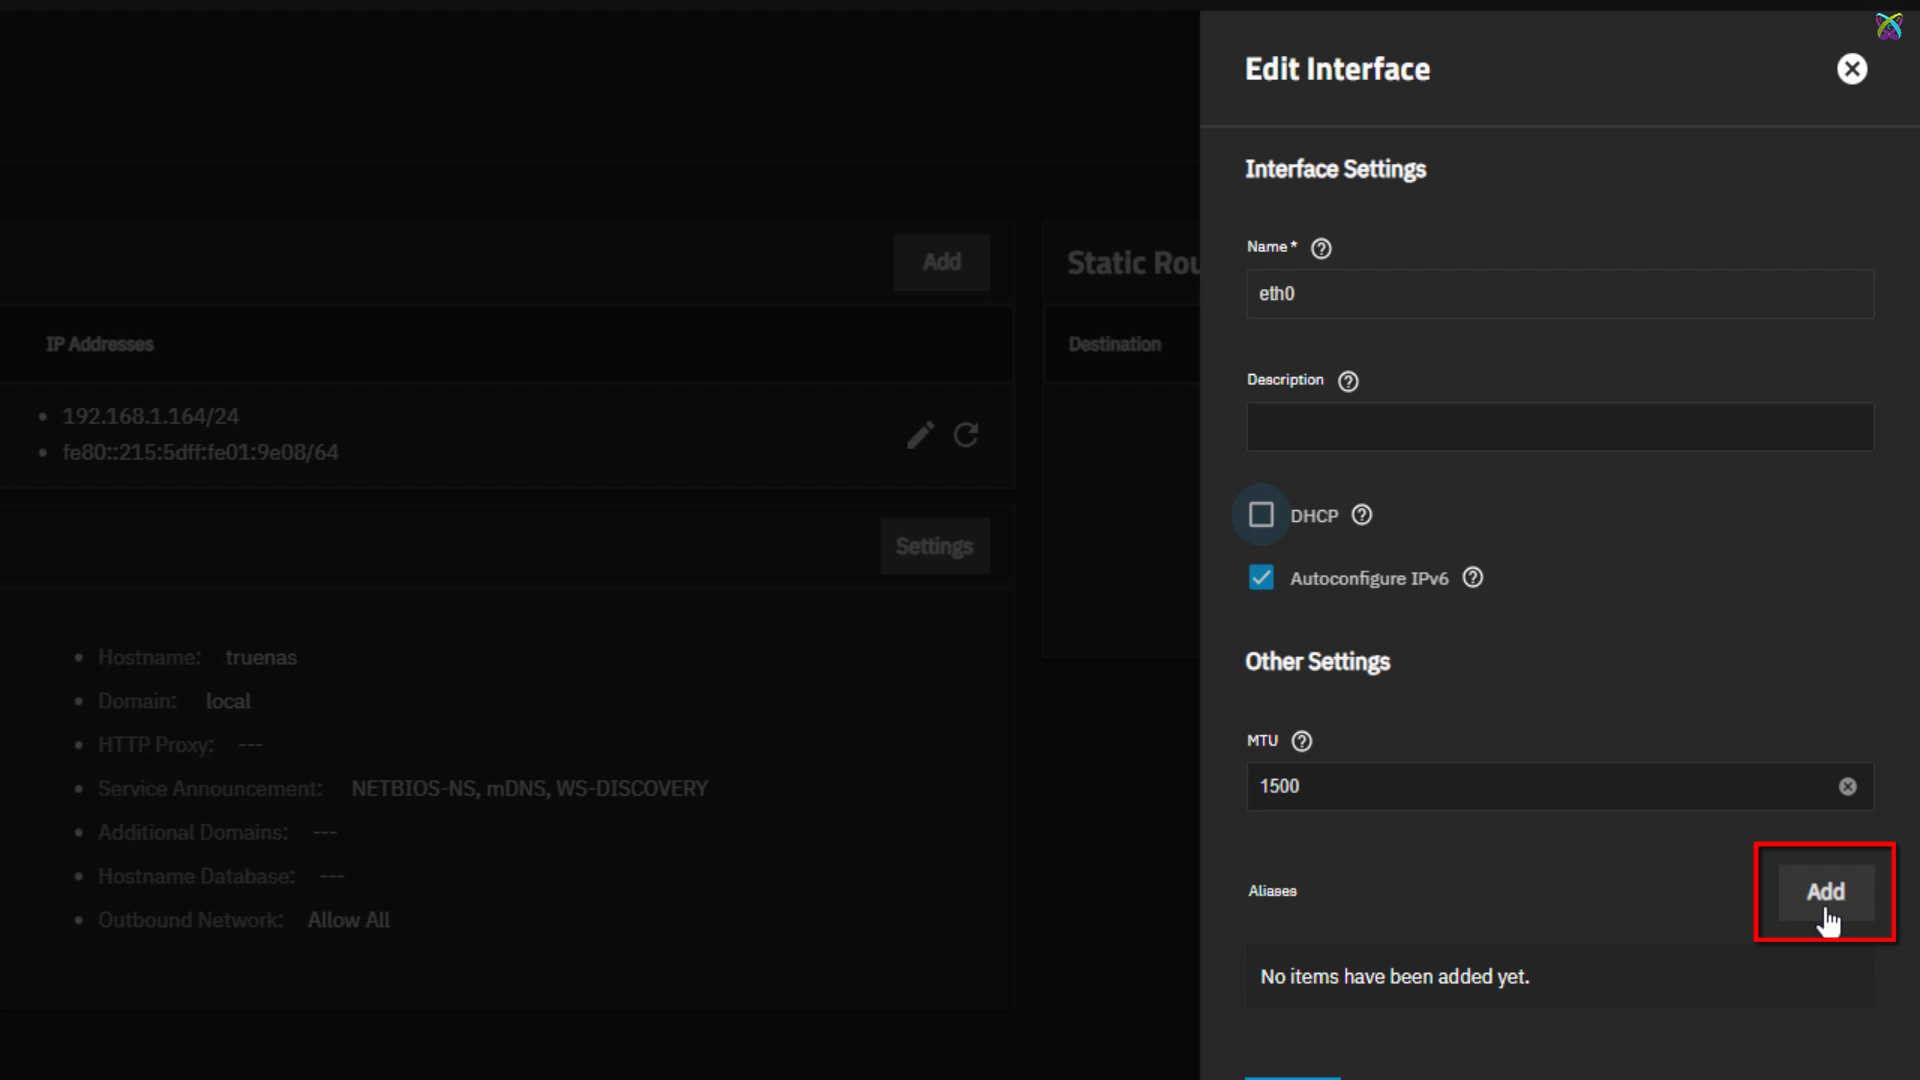 Add
Static Rou
IP Addresses
Destination
192.168.1.164/24
fe80::215:5dff:fe01:9e08/64
Settings
Hostname: truenas
Domain: local
HTTP Proxy: ---
Service Announcement: NETBIOS-NS, mDNS, WS-DISCOVERY
Additional Domains: ---
Hostname Database: ---
Outbound Network: Allow All
Edit Interface
Interface Settings
Name*
eth0
Description
DHCP
Autoconfigure IPv6
Other Settings
MTU
1500
Aliases
Add
No items have been added yet.